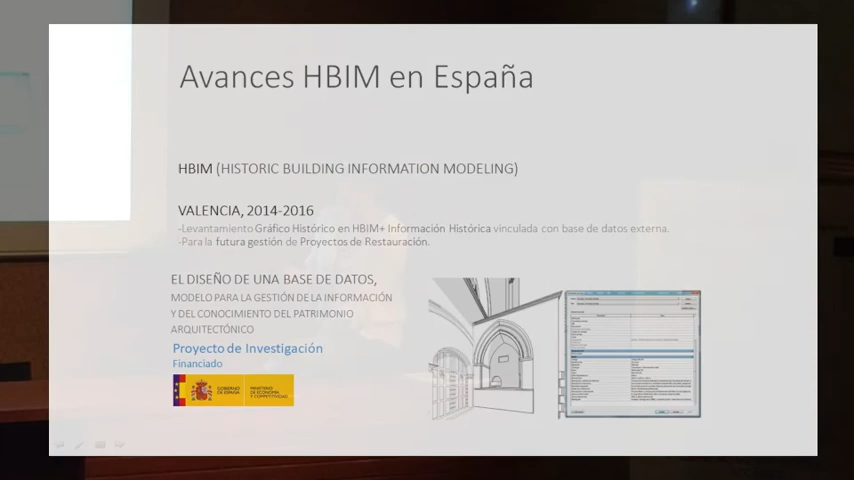 Avances HBIM en España
HBIM (HISTORIC BUILDING INFORMATION MODELING)
VALENCIA, 2014-2016
-Levantamiento Gráfico Histórico en HBIM+ Información Histórica vinculada con base de datos externa.
-Para la futura gestión de Proyectos de Restauración.
EL DISEÑO DE UNA BASE DE DATOS,
MODELO PARA LA GESTIÓN DE LA INFORMACIÓN
Y DEL CONOCIMIENTO DEL PATRIMONIO
ARQUITECTÓNICO
Proyecto de Investigación
Financiado
GOBIERNO
DE ESPAÑA
MINISTERIO
DE ECONOMÍA
Y COMPETITIVIDAD